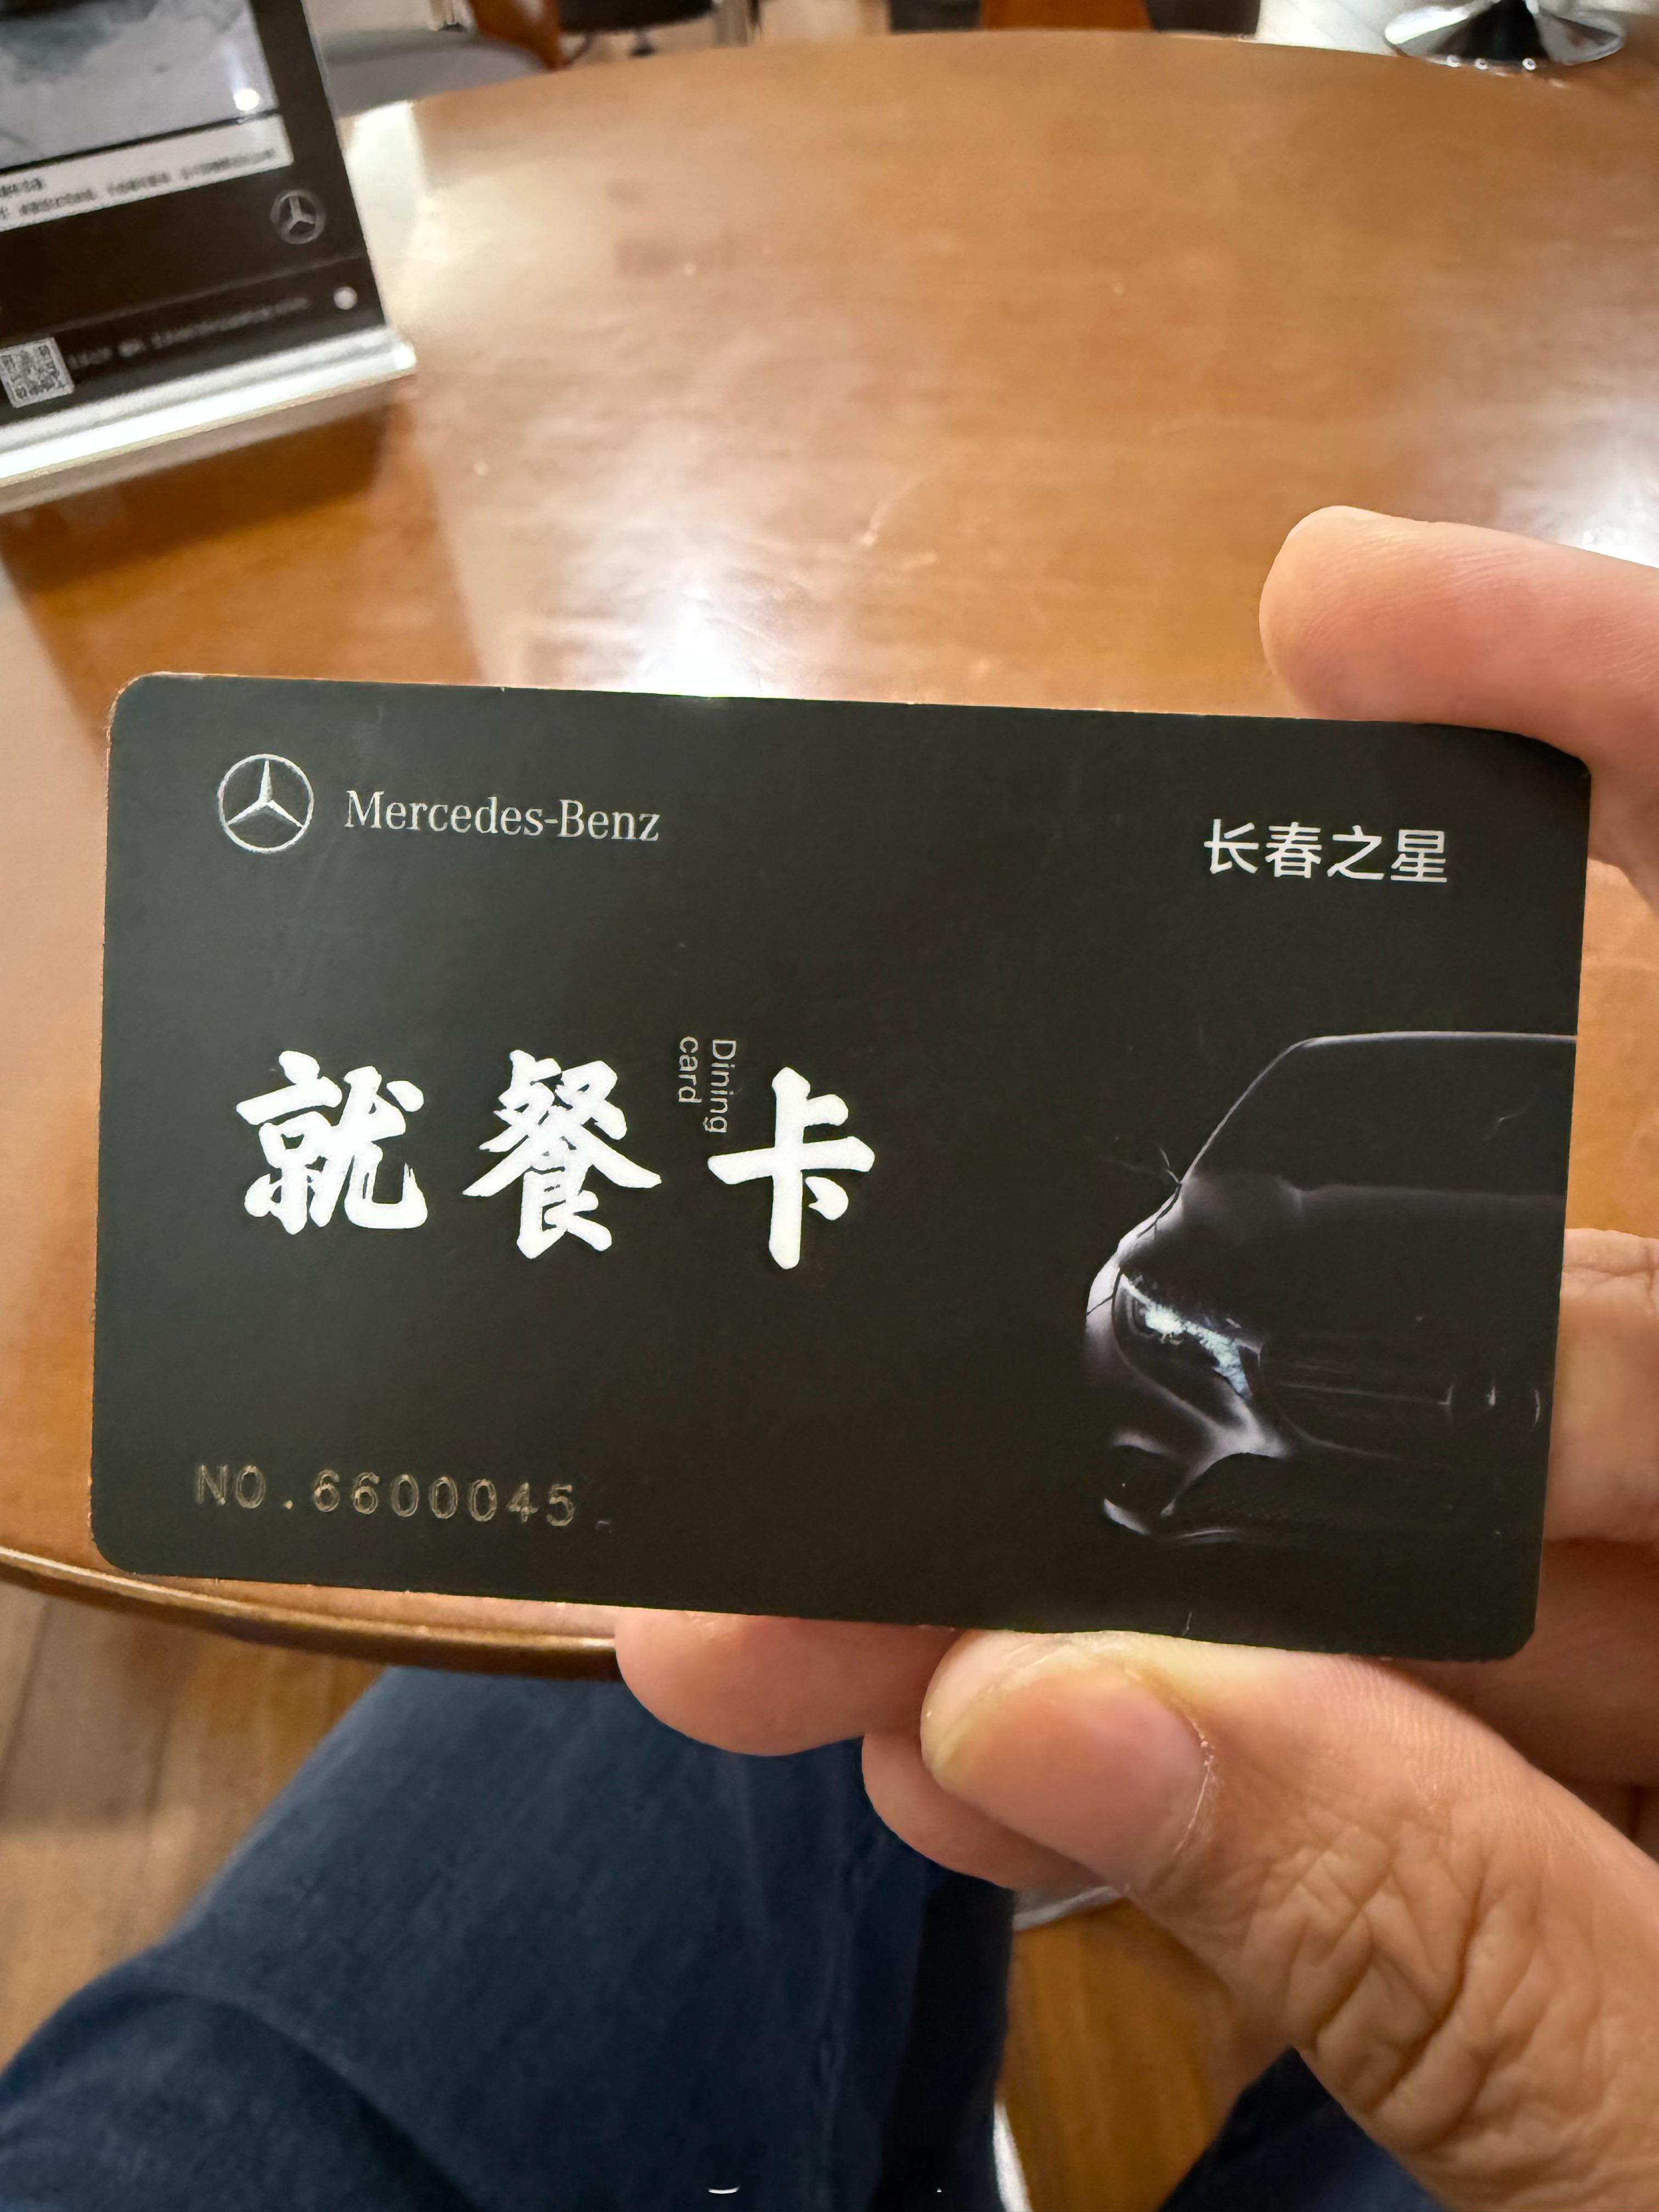 Mercedes-Benz
长春之星
就餐卡
Dining
card
NO.6600045